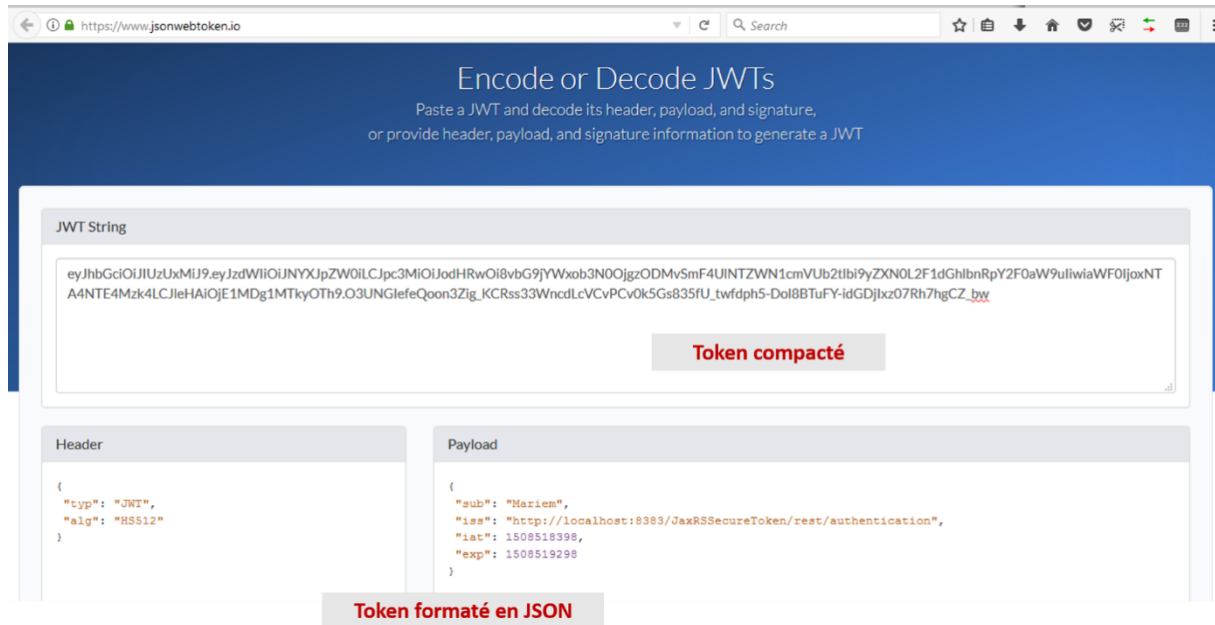 https://www.jsonwebtoken.io
Search
Encode or Decode JWTs
Paste a JWT and decode its header, payload, and signature,
or provide header, payload, and signature information to generate a JWT
JWT String
eyJhbGciOiJIUzUxMiJ9.eyJzdWIiOiJNYXJpZW0iLCJpc3MiOiJodHRwOi8vbG9jYWxob3N0OjgzODMvSmF4UlNTZWN1cmVUb2tlbi9yZXN0L2F1dGhlbnRpY2F0aW9uIiwiaWF0IjoxNT
A4NTE4Mzk4LCJleHAiOjE1MDg1MTkyOTh9.O3UNGIefeQoon3Zig_KCRss33WncdLcVCvPCv0k5Gs835fU_twfdph5-DoI8BTuFY-idGDjIxz07Rh7hgCZ_bw
Token compacté
Header
Payload
{
"typ": "JWT",
"alg": "HS512"
}
{
"sub": "Mariem",
"iss": "http://localhost:8383/JaxRSSecureToken/rest/authentication",
"iat": 1508518398,
"exp": 1508519298
}
Token formaté en JSON